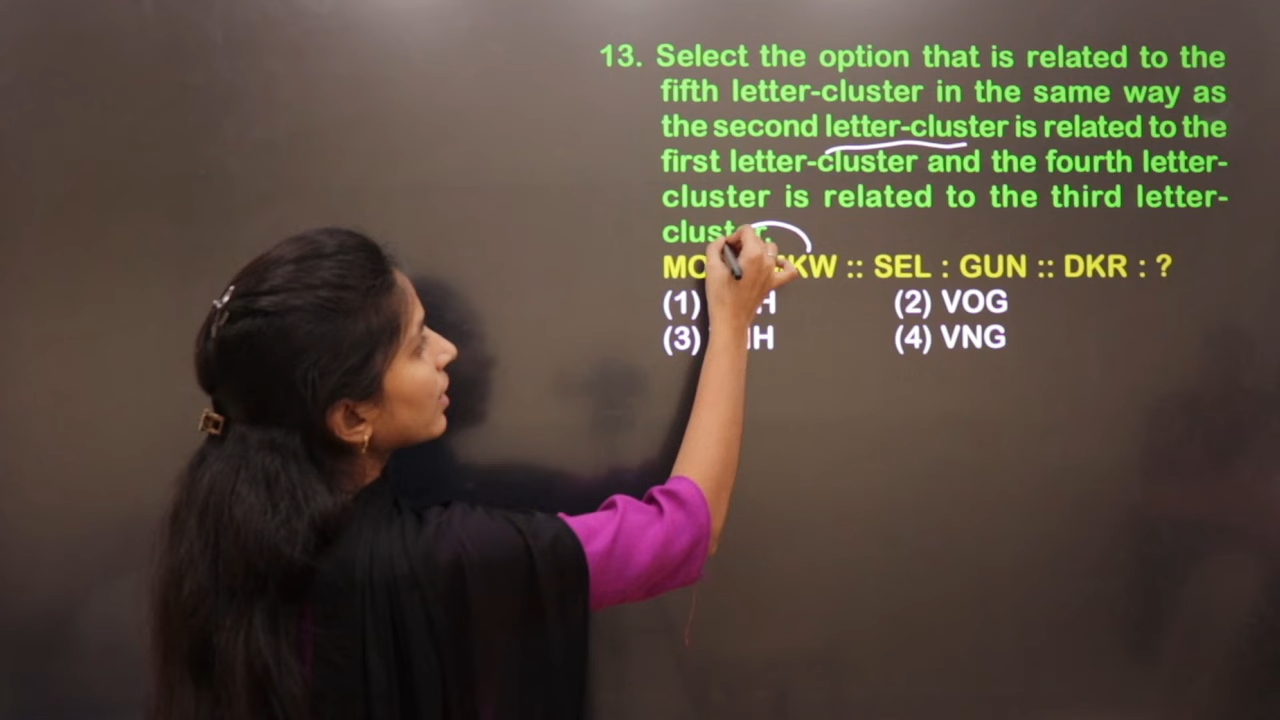 13. Select the option that is related to the
fifth letter-cluster in the same way as
the second letter-cluster is related to the
first letter-cluster and the fourth letter-
cluster is related to the third letter-
cluster.
:: SEL : GUN :: DKR : ?
(1) (2) VOG
(3) (4) VNG